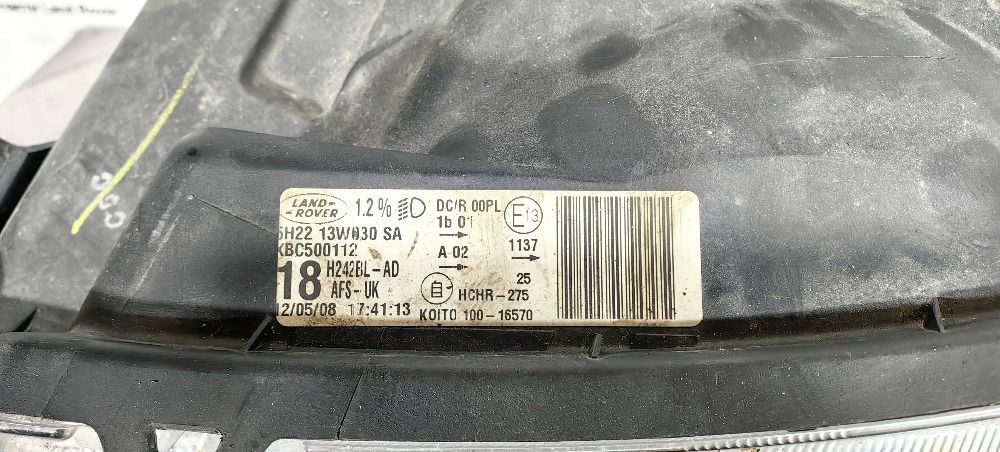 LAND-
-ROVER
1.2%
5H22 13W030 SA
XBC500112
18
H242BL-AD
AFS-UK
12/05/08 17:41:13
DC/R 00PL
1b 01
A 02
E13
1137
25
HCHR-275
KOITO 100-16570